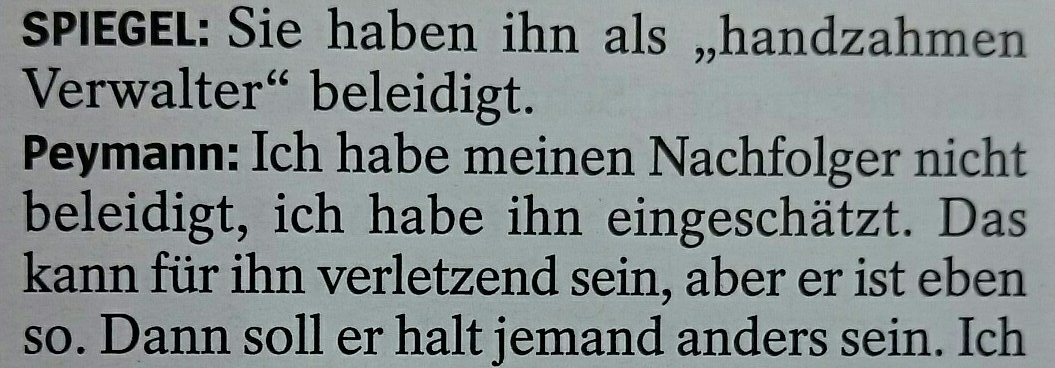 SPIEGEL: Sie haben ihn als „handzahmen
Verwalter“ beleidigt.
Peymann: Ich habe meinen Nachfolger nicht
beleidigt, ich habe ihn eingeschätzt. Das
kann für ihn verletzend sein, aber er ist eben
so. Dann soll er halt jemand anders sein. Ich